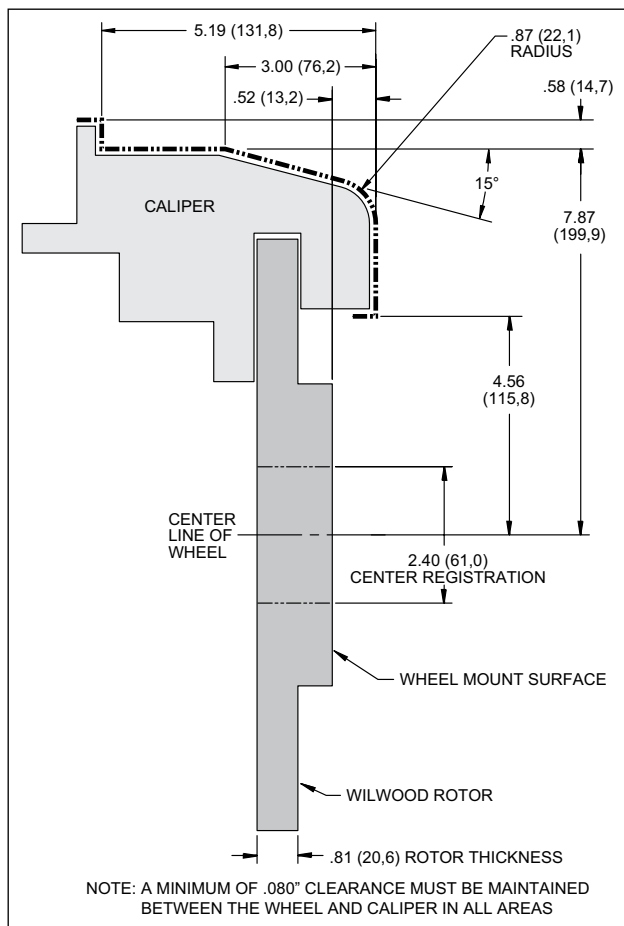 5.19 (131,8)
.87 (22,1)
RADIUS
3.00 (76,2)
.58 (14,7)
.52 (13,2)
15°
CALIPER
7.87
(199,9)
4.56
(115,8)
CENTER
LINE OF
WHEEL
2.40 (61,0)
CENTER REGISTRATION
WHEEL MOUNT SURFACE
WILWOOD ROTOR
.81 (20,6) ROTOR THICKNESS
NOTE: A MINIMUM OF .080” CLEARANCE MUST BE MAINTAINED
BETWEEN THE WHEEL AND CALIPER IN ALL AREAS